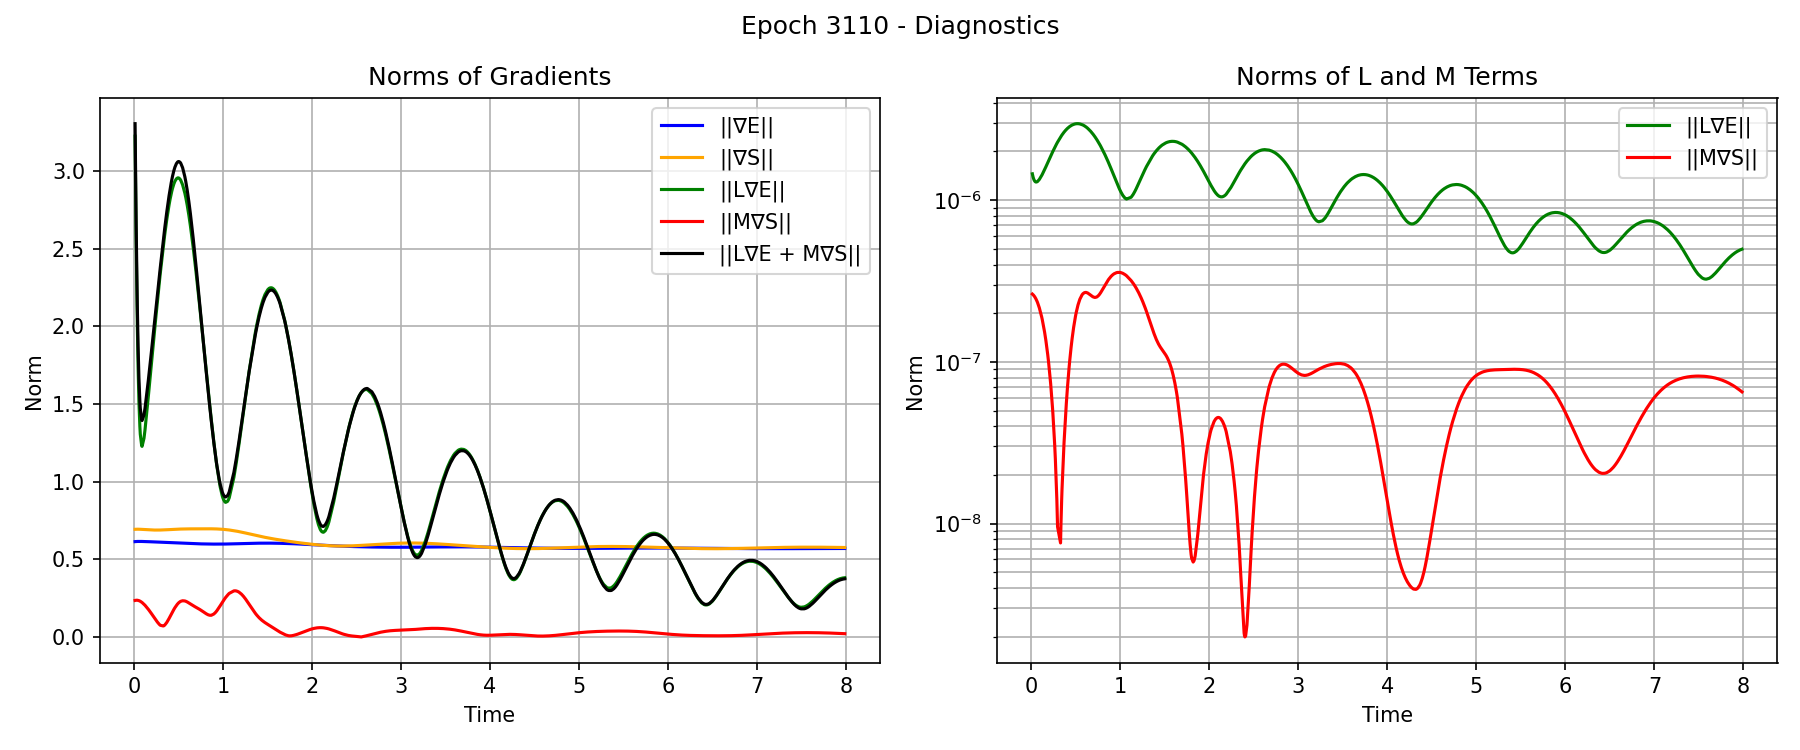 Epoch 3110 - Diagnostics
Norms of Gradients
||∇E||
||∇S||
||L∇E||
||M∇S||
||L∇E + M∇S||
3.0
2.5
2.0
1.5
1.0
0.5
0.0
Norm
0 1 2 3 4 5 6 7 8
Time
Norms of L and M Terms
||L∇E||
||M∇S||
10⁻⁶
10⁻⁷
10⁻⁸
Norm
0 1 2 3 4 5 6 7 8
Time